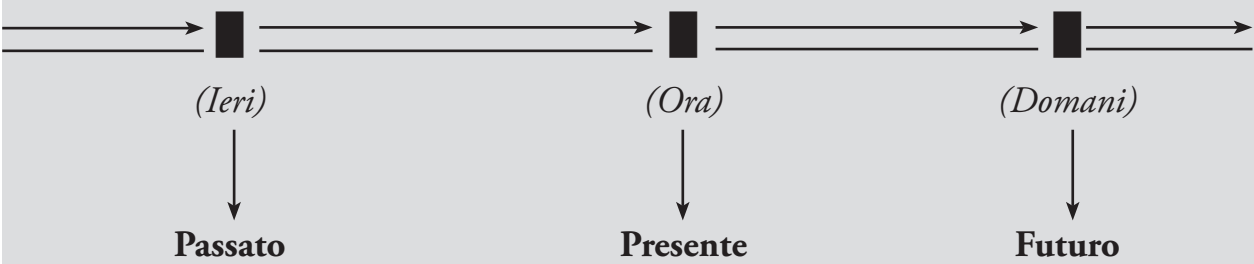 (Ieri) (Ora) (Domani)
Passato Presente Futuro